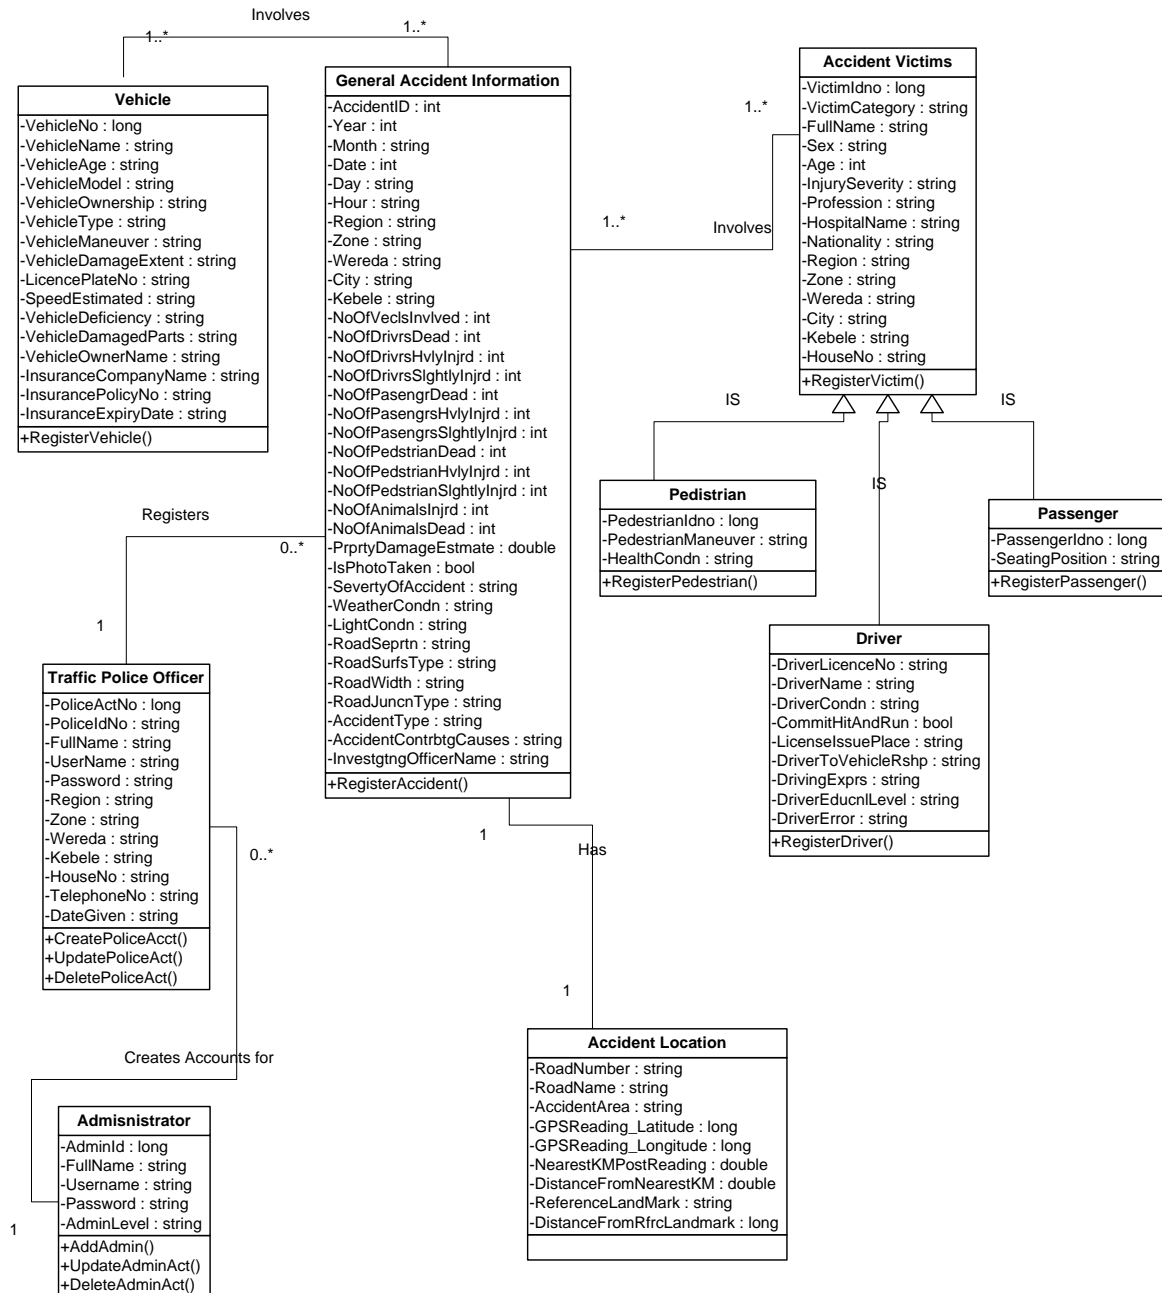 Involves
1..*
1..*
Vehicle
-VehicleNo : long
-VehicleName : string
-VehicleAge : string
-VehicleModel : string
-VehicleOwnership : string
-VehicleType : string
-VehicleManeuver : string
-VehicleDamageExtent : string
-LicencePlateNo : string
-SpeedEstimated : string
-VehicleDeficiency : string
-VehicleDamagedParts : string
-VehicleOwnerName : string
-InsuranceCompanyName : string
-InsurancePolicyNo : string
-InsuranceExpiryDate : string
+RegisterVehicle()
General Accident Information
-AccidentID : int
-Year : int
-Month : string
-Date : int
-Day : string
-Hour : string
-Region : string
-Zone : string
-Wereda : string
-City : string
-Kebele : string
-NoOfVeclsInvlved : int
-NoOfDrivrsDead : int
-NoOfDrivrsHvlyInjrd : int
-NoOfDrivrsSlghtlyInjrd : int
-NoOfPasengrDead : int
-NoOfPasengrsHvlyInjrd : int
-NoOfPasengrsSlghtlyInjrd : int
-NoOfPedstrianDead : int
-NoOfPedstrianHvlyInjrd : int
-NoOfPedstrianSlghtlyInjrd : int
-NoOfAnimalsInjrd : int
-NoOfAnimalsDead : int
-PrprtyDamageEstmate : double
-IsPhotoTaken : bool
-SevertyOfAccident : string
-WeatherCondn : string
-LightCondn : string
-RoadSeprtn : string
-RoadSurfsType : string
-RoadWidth : string
-RoadJuncnType : string
-AccidentType : string
-AccidentContrbtgCauses : string
-InvestgtngOfficerName : string
+RegisterAccident()
1..*
1..*
Involves
Accident Victims
-VictimIdno : long
-VictimCategory : string
-FullName : string
-Sex : string
-Age : int
-InjurySeverity : string
-Profession : string
-HospitalName : string
-Nationality : string
-Region : string
-Zone : string
-Wereda : string
-City : string
-Kebele : string
-HouseNo : string
+RegisterVictim()
IS
IS
IS
Pedistrian
-PedestrianIdno : long
-PedestrianManeuver : string
-HealthCondn : string
+RegisterPedestrian()
Passenger
-PassengerIdno : long
-SeatingPosition : string
+RegisterPassenger()
Driver
-DriverLicenceNo : string
-DriverName : string
-DriverCondn : string
-CommitHitAndRun : bool
-LicenseIssuePlace : string
-DriverToVehicleRshp : string
-DrivingExprs : string
-DriverEducnlLevel : string
-DriverError : string
+RegisterDriver()
Registers
0..*
1
Traffic Police Officer
-PoliceActNo : long
-PoliceIdNo : string
-FullName : string
-UserName : string
-Password : string
-Region : string
-Zone : string
-Wereda : string
-Kebele : string
-HouseNo : string
-TelephoneNo : string
-DateGiven : string
+CreatePoliceAcct()
+UpdatePoliceAct()
+DeletePoliceAct()
0..*
1
Has
1
Accident Location
-RoadNumber : string
-RoadName : string
-AccidentArea : string
-GPSReading_Latitude : long
-GPSReading_Longitude : long
-NearestKMPostReading : double
-DistanceFromNearestKM : double
-ReferenceLandMark : string
-DistanceFromRfrcLandmark : long
Creates Accounts for
1
Admisnistrator
-AdminId : long
-FullName : string
-Username : string
-Password : string
-AdminLevel : string
+AddAdmin()
+UpdateAdminAct()
+DeleteAdminAct()